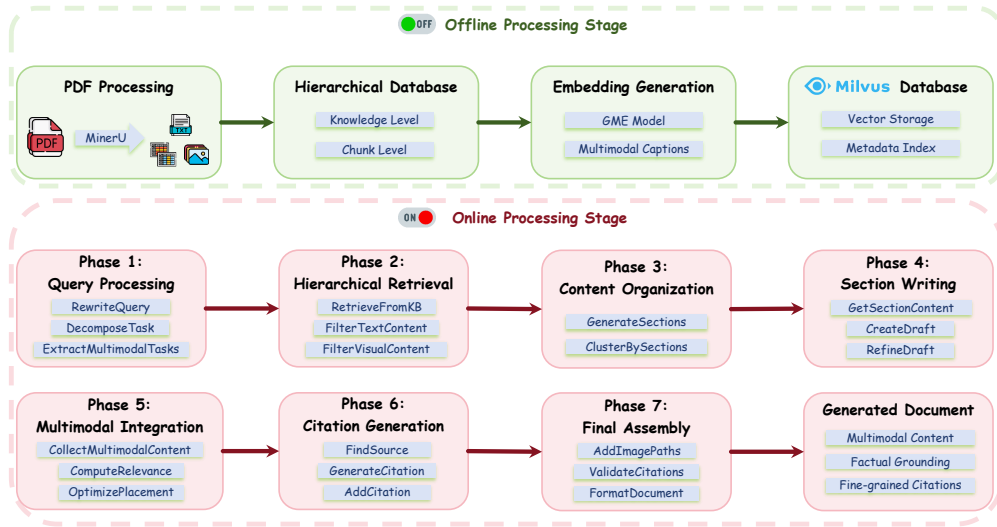 OFF Offline Processing Stage
PDF Processing
PDF
MinerU
TXT
Hierarchical Database
Knowledge Level
Chunk Level
Embedding Generation
GME Model
Multimodal Captions
Milvus Database
Vector Storage
Metadata Index
ON Online Processing Stage
Phase 1:
Query Processing
RewriteQuery
DecomposeTask
ExtractMultimodalTasks
Phase 2:
Hierarchical Retrieval
RetrieveFromKB
FilterTextContent
FilterVisualContent
Phase 3:
Content Organization
GenerateSections
ClusterBySections
Phase 4:
Section Writing
GetSectionContent
CreateDraft
RefineDraft
Phase 5:
Multimodal Integration
CollectMultimodalContent
ComputeRelevance
OptimizePlacement
Phase 6:
Citation Generation
FindSource
GenerateCitation
AddCitation
Phase 7:
Final Assembly
AddImagePaths
ValidateCitations
FormatDocument
Generated Document
Multimodal Content
Factual Grounding
Fine-grained Citations